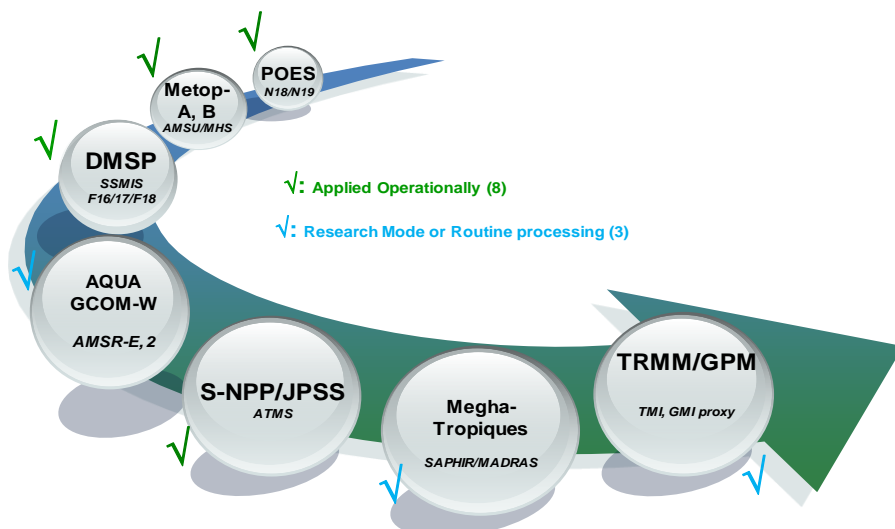 √
√
POES
N18/N19
Metop-
A, B
AMSU/MHS
√
DMSP
SSMIS
F16/17/F18
√: Applied Operationally (8)
√: Research Mode or Routine processing (3)
√
AQUA
GCOM-W
AMSR-E, 2
S-NPP/JPSS
ATMS
√
Megha-
Tropiques
SAPHIR/MADRAS
√
TRMM/GPM
TMI, GMI proxy
√